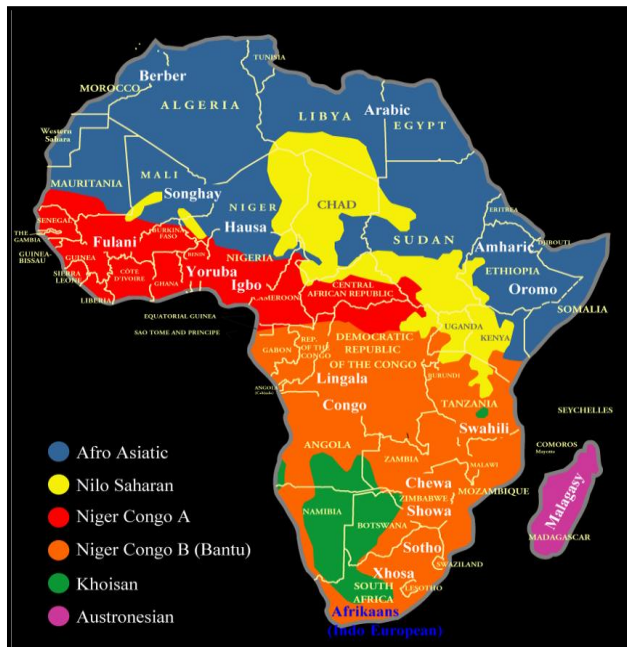 TUNISIA
Berber
MOROCCO
ALGERIA
LIBYA
Arabic
EGYPT
Western
Sahara
MALI
MAURITANIA
Songhay
NIGER
CHAD
Hausa
SUDAN
ERITREA
SENEGAL
THE
GAMBIA
GUINEA-
BISSAU
Fulani
BURKINA
FASO
GUINEA
BENIN
NIGERIA
Amharic
DJIBOUTI
ETHIOPIA
SIERRA
LEONE
CÔTE
D'IVOIRE
GHANA
Yoruba
Igbo
LIBERIA
CAMEROON
CENTRAL
AFRICAN REPUBLIC
Oromo
SOMALIA
EQUATORIAL GUINEA
SAO TOME AND PRINCIPE
UGANDA
KENYA
GABON
REP.
OF THE
CONGO
DEMOCRATIC
REPUBLIC
OF THE CONGO
Lingala
BURUNDI
ANGOLA
(Cabinda)
Congo
TANZANIA
SEYCHELLES
Swahili
ANGOLA
COMOROS
Mayotte
ZAMBIA
MALAWI
Chewa
ZIMBABWE
MOZAMBIQUE
Showa
NAMIBIA
BOTSWANA
Malagasy
MADAGASCAR
Sotho
SWAZILAND
Xhosa
SOUTH
AFRICA
LESOTHO
Afrikaans
(Indo European)
Afro Asiatic
Nilo Saharan
Niger Congo A
Niger Congo B (Bantu)
Khoisan
Austronesian